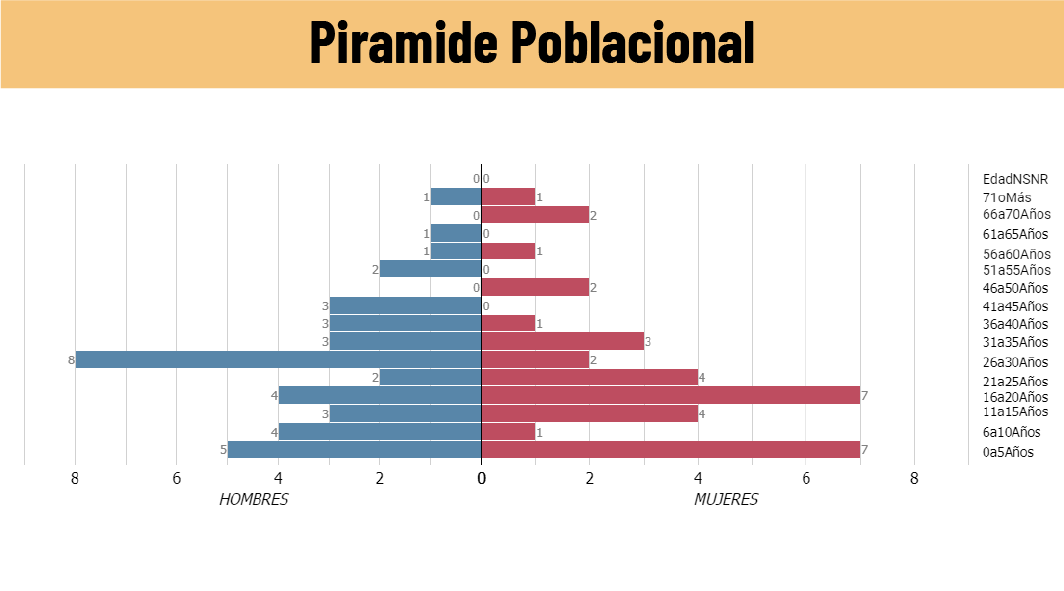 Piramide Poblacional
0 0 EdadNSNR
1 1 71oMás
0 2 66a70Años
1 0 61a65Años
1 1 56a60Años
2 0 51a55Años
0 2 46a50Años
3 0 41a45Años
3 1 36a40Años
3 3 31a35Años
8 2 26a30Años
2 4 21a25Años
4 7 16a20Años
3 4 11a15Años
4 1 6a10Años
5 7 0a5Años
8 6 4 2 0 2 4 6 8
HOMBRES MUJERES